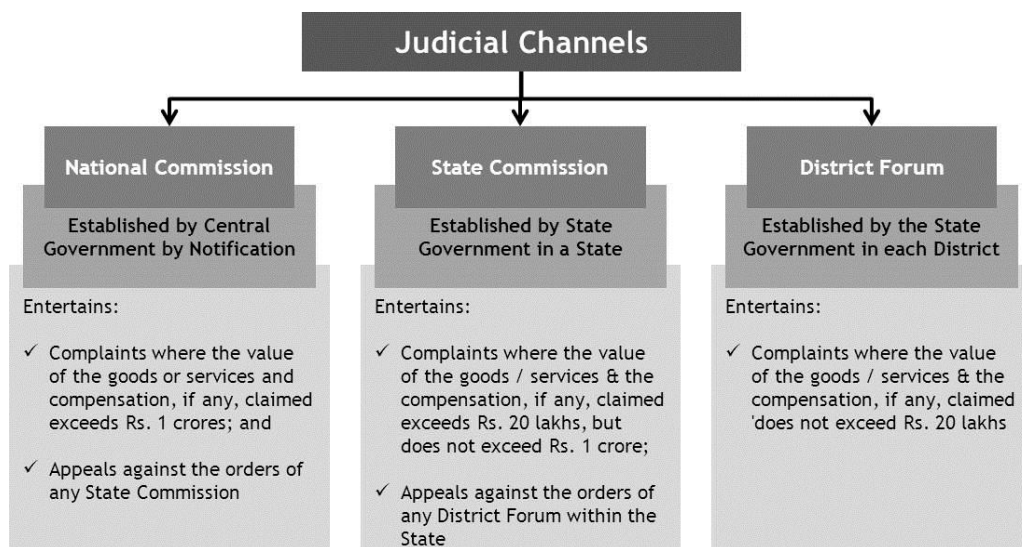 Judicial Channels
National Commission
Established by Central
Government by Notification
Entertains:
✓ Complaints where the value
of the goods or services and
compensation, if any, claimed
exceeds Rs. 1 crores; and
✓ Appeals against the orders of
any State Commission
State Commission
Established by State
Government in a State
Entertains:
✓ Complaints where the value
of the goods / services & the
compensation, if any, claimed
exceeds Rs. 20 lakhs, but
does not exceed Rs. 1 crore;
✓ Appeals against the orders of
any District Forum within the
State
District Forum
Established by the State
Government in each District
Entertains:
✓ Complaints where the value
of the goods / services & the
compensation, if any, claimed
'does not exceed Rs. 20 lakhs